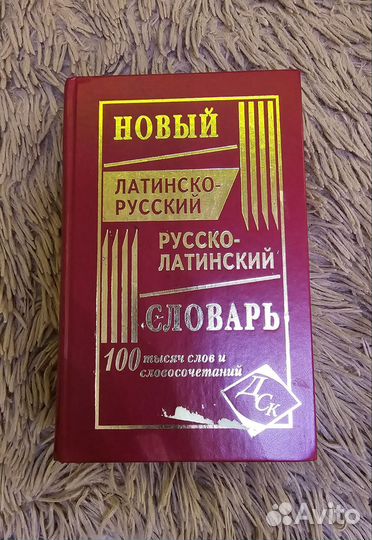 НОВЫЙ
ЛАТИНСКО-
РУССКИЙ
РУССКО-
ЛАТИНСКИЙ
СЛОВАРЬ
100 тысяч слов и
словосочетаний
ДСК
Avito